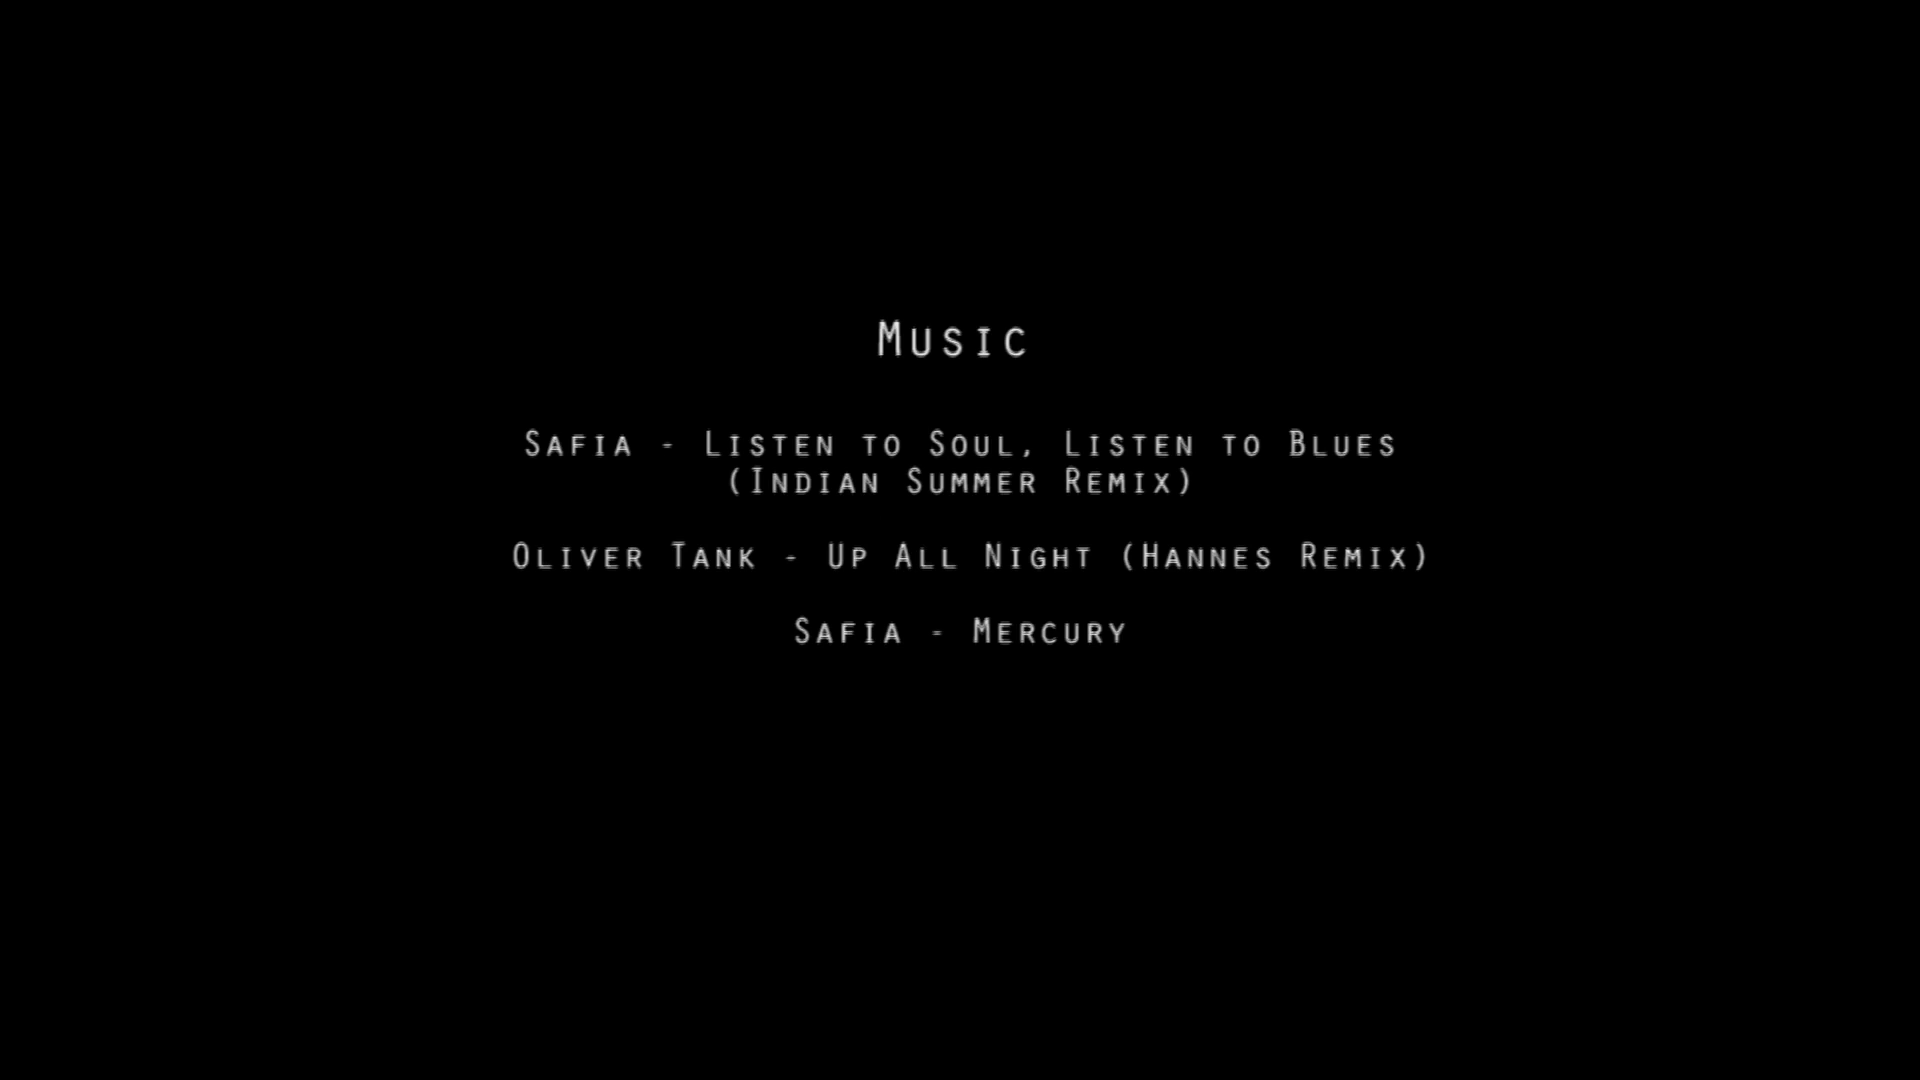 Music
Safia - Listen to Soul, Listen to Blues
(Indian Summer Remix)
Oliver Tank - Up All Night (Hannes Remix)
Safia - Mercury